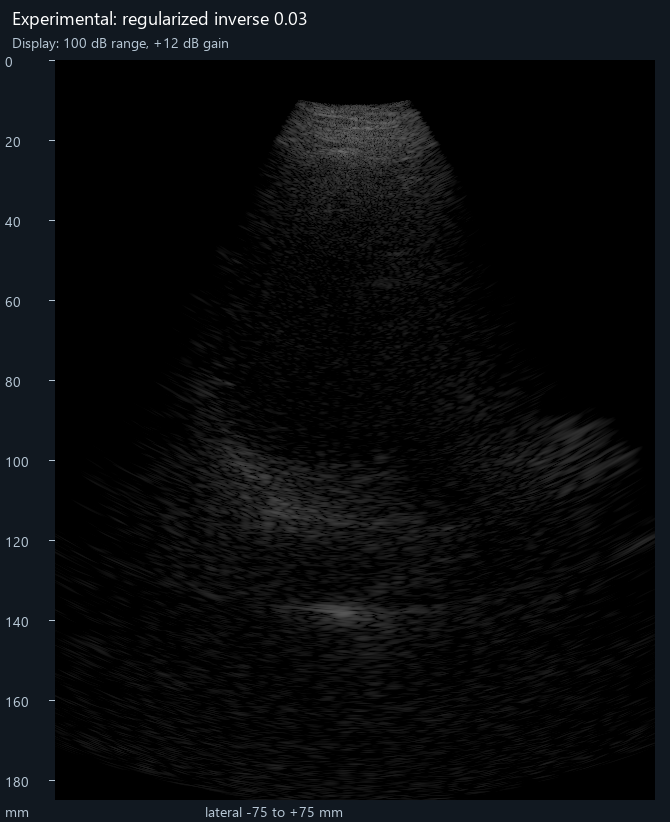 Experimental: regularized inverse 0.03
Display: 100 dB range, +12 dB gain
0
20
40
60
80
100
120
140
160
180
mm
lateral -75 to +75 mm